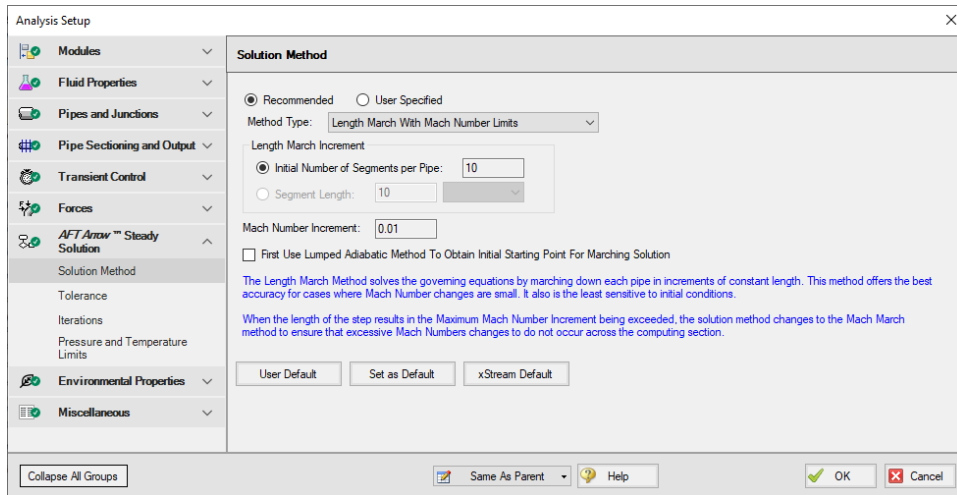 Analysis Setup
Modules
Fluid Properties
Pipes and Junctions
Pipe Sectioning and Output
Transient Control
Forces
AFT Arrow ™ Steady
Solution
Solution Method
Tolerance
Iterations
Pressure and Temperature
Limits
Environmental Properties
Miscellaneous
Collapse All Groups
Solution Method
Recommended User Specified
Method Type: Length March With Mach Number Limits
Length March Increment
Initial Number of Segments per Pipe: 10
Segment Length: 10
Mach Number Increment: 0.01
First Use Lumped Adiabatic Method To Obtain Initial Starting Point For Marching Solution
The Length March Method solves the governing equations by marching down each pipe in increments of constant length. This method offers the best
accuracy for cases where Mach Number changes are small. It also is the least sensitive to initial conditions.
When the length of the step results in the Maximum Mach Number Increment being exceeded, the solution method changes to the Mach March
method to ensure that excessive Mach Numbers changes to do not occur across the computing section.
User Default Set as Default xStream Default
Same As Parent Help OK Cancel